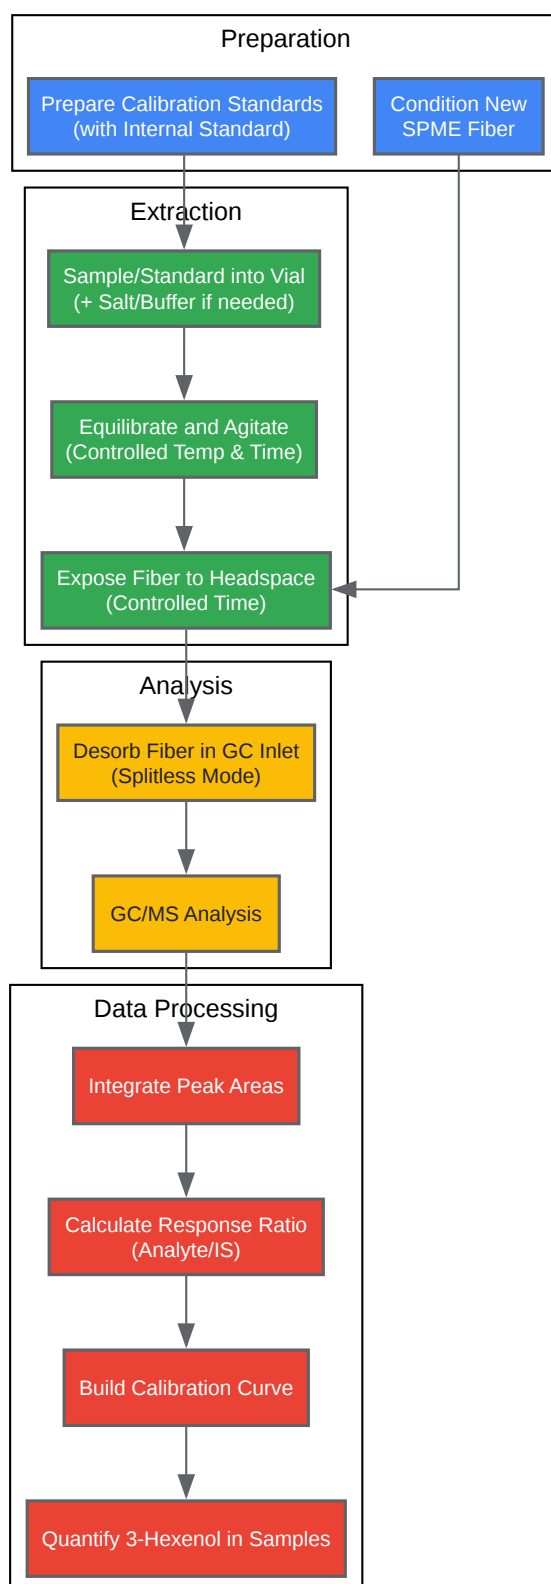 Preparation
Prepare Calibration Standards
(with Internal Standard)
Condition New
SPME Fiber
Extraction
Sample/Standard into Vial
(+ Salt/Buffer if needed)
Equilibrate and Agitate
(Controlled Temp & Time)
Expose Fiber to Headspace
(Controlled Time)
Analysis
Desorb Fiber in GC Inlet
(Splitless Mode)
GC/MS Analysis
Data Processing
Integrate Peak Areas
Calculate Response Ratio
(Analyte/IS)
Build Calibration Curve
Quantify 3-Hexenol in Samples